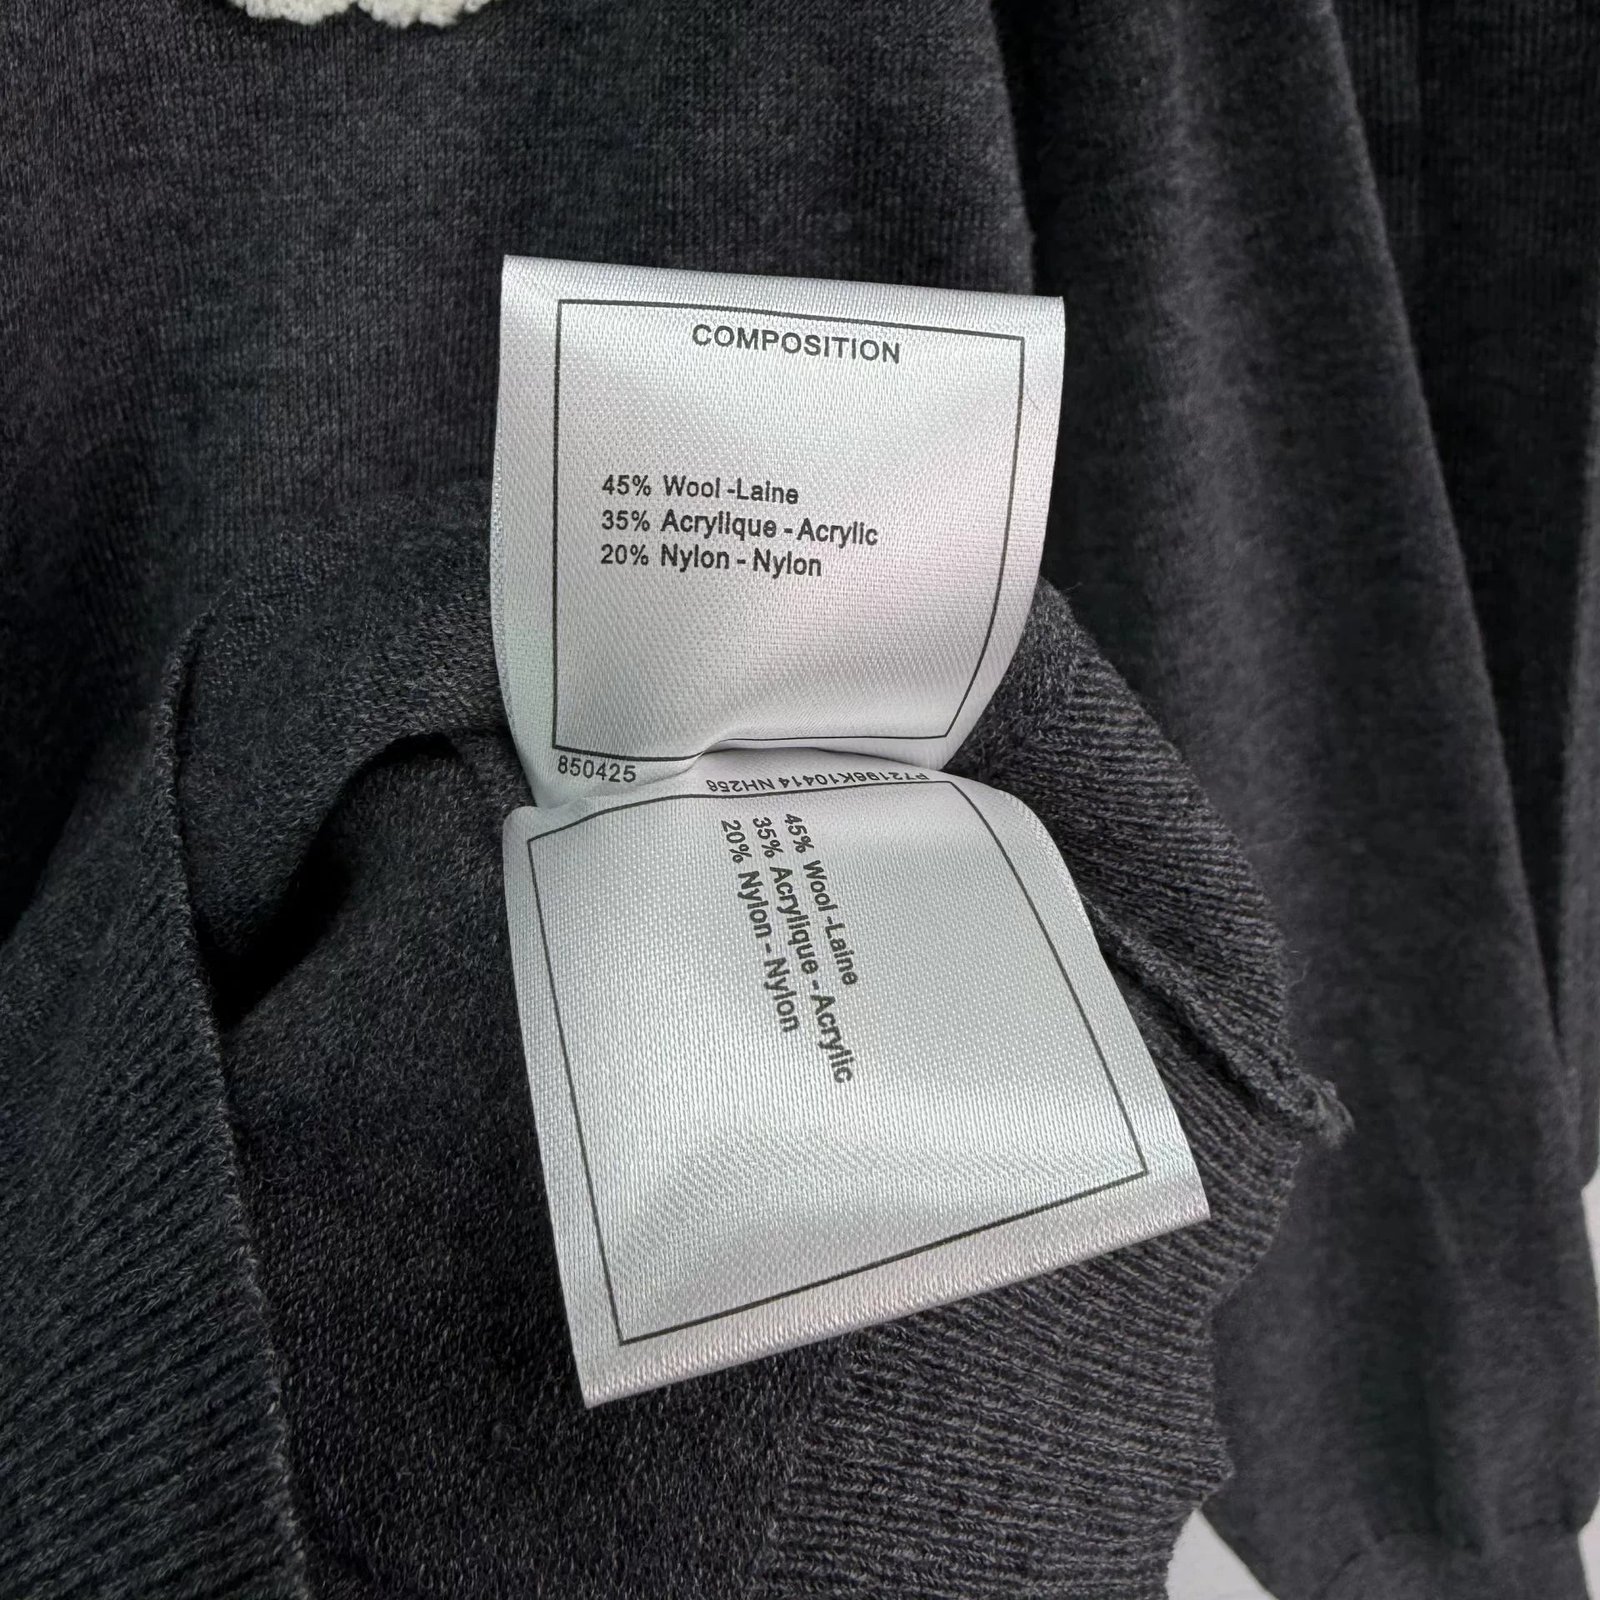 COMPOSITION
45% Wool -Laine
35% Acrylique - Acrylic
20% Nylon - Nylon
850425
P72196K10414 NH256
45% Wool -Laine
35% Acrylique - Acrylic
20% Nylon - Nylon